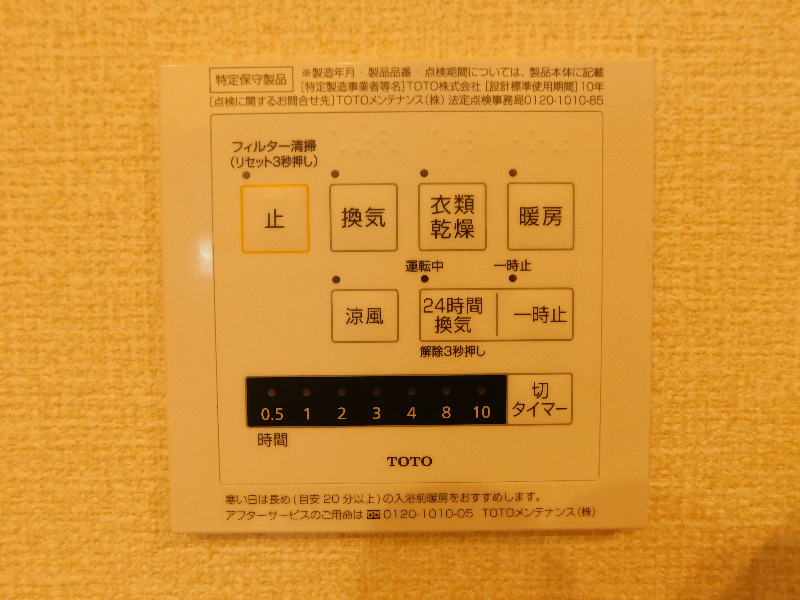 特定保守製品
※製造年月・製品品番・点検期間については、製品本体に記載
[特定製造事業者等名]TOTO株式会社 [設計標準使用期間]10年
[点検に関するお問合せ先]TOTOメンテナンス(株) 法定点検事務局0120-1010-85
フィルター清掃
(リセット3秒押し)
止
換気
衣類
乾燥
暖房
運転中
一時止
涼風
24時間
換気
一時止
解除3秒押し
0.5 1 2 3 4 8 10
切
タイマー
時間
TOTO
寒い日は長め(目安20分以上)の入浴前暖房をおすすめします。
アフターサービスのご用命は 0120-1010-05 TOTOメンテナンス(株)